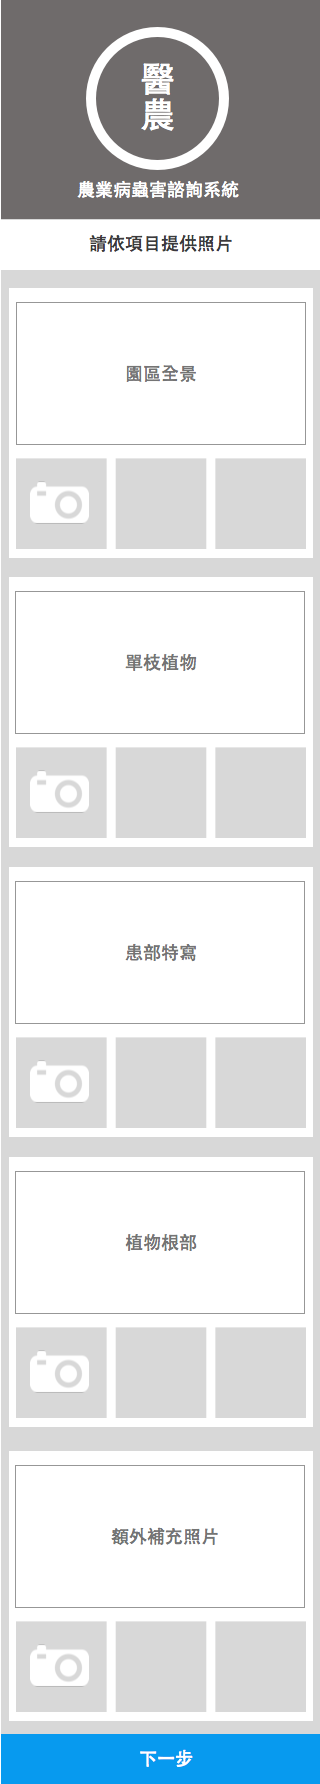 醫
農
農業病蟲害諮詢系統
請依項目提供照片
園區全景
單枝植物
患部特寫
植物根部
額外補充照片
下一步